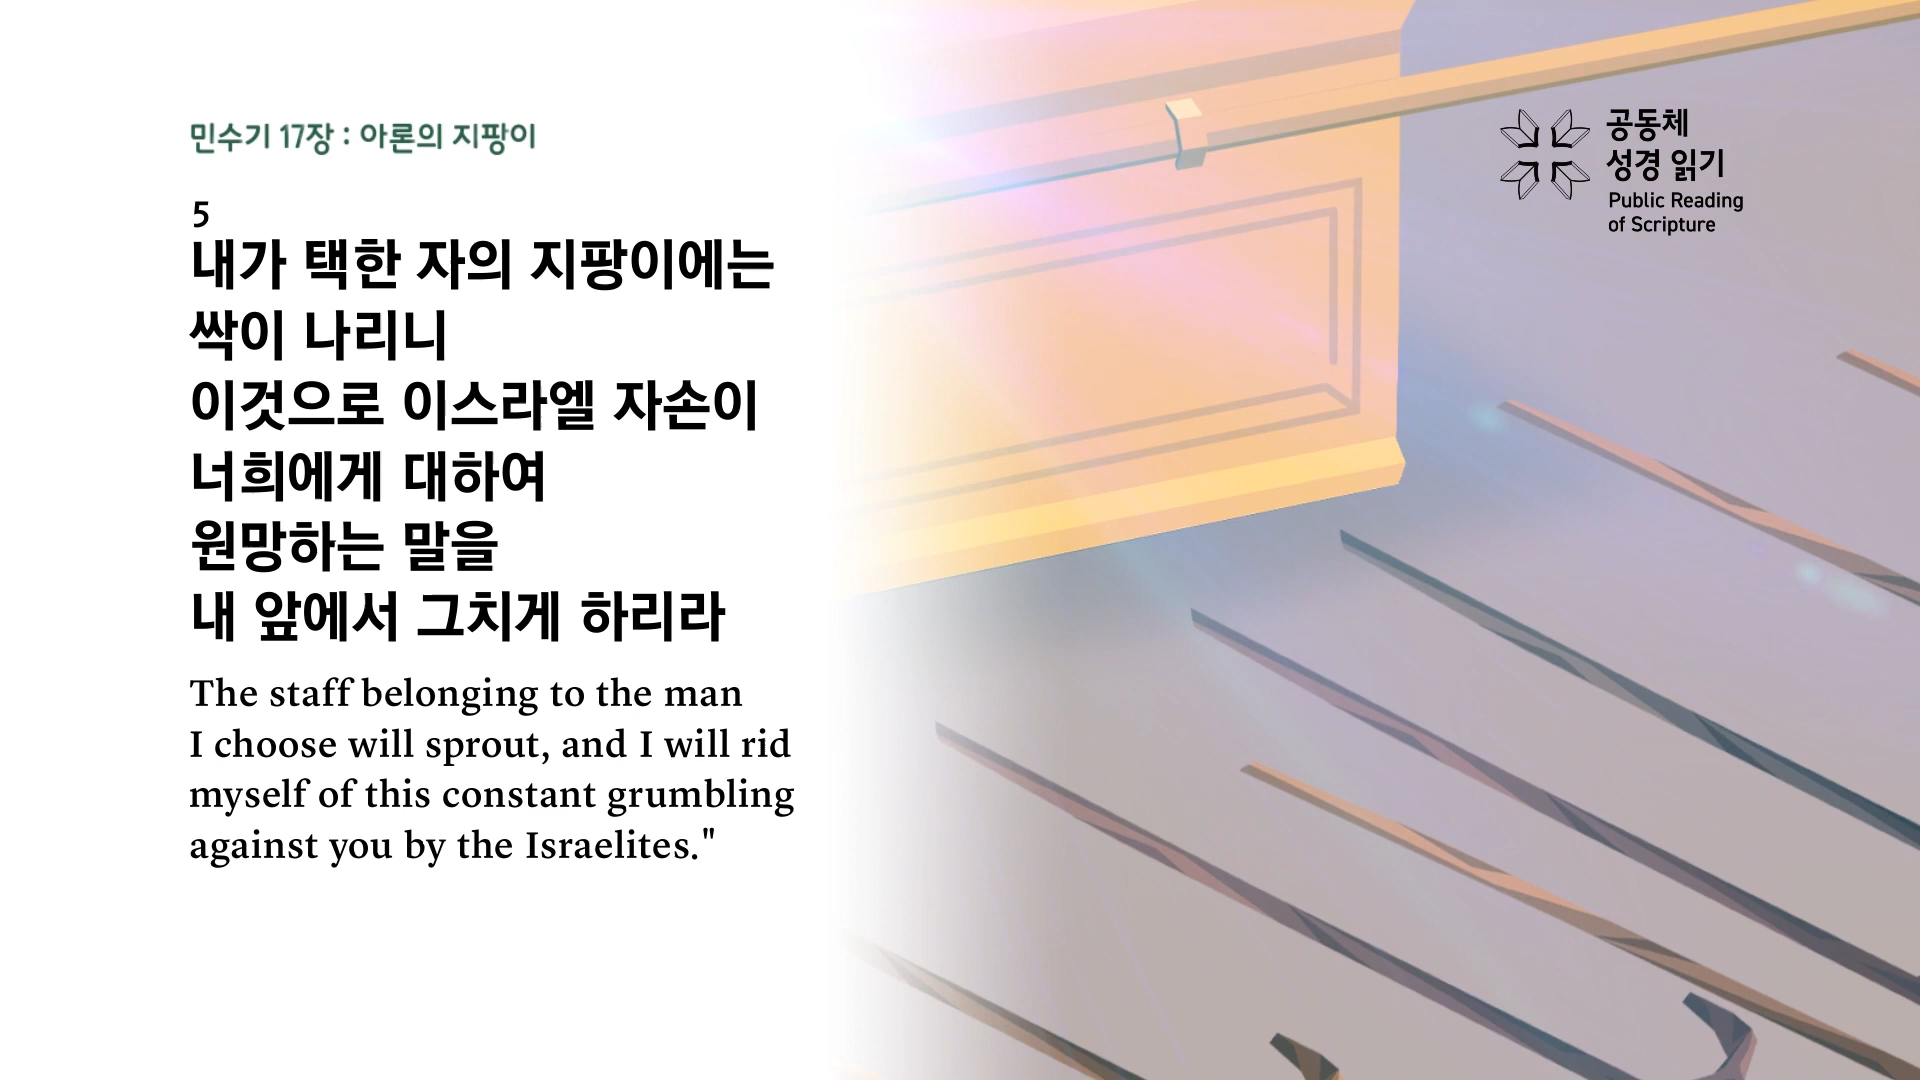 민수기 17장 : 아론의 지팡이
5
내가 택한 자의 지팡이에는
싹이 나리니
이것으로 이스라엘 자손이
너희에게 대하여
원망하는 말을
내 앞에서 그치게 하리라
The staff belonging to the man
I choose will sprout, and I will rid
myself of this constant grumbling
against you by the Israelites."
공동체
성경 읽기
Public Reading
of Scripture